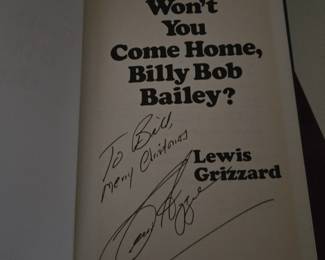 Won't
You
Come Home,
Billy Bob
Bailey?
To Bill,
Merry Christmas
Lewis
Grizzard